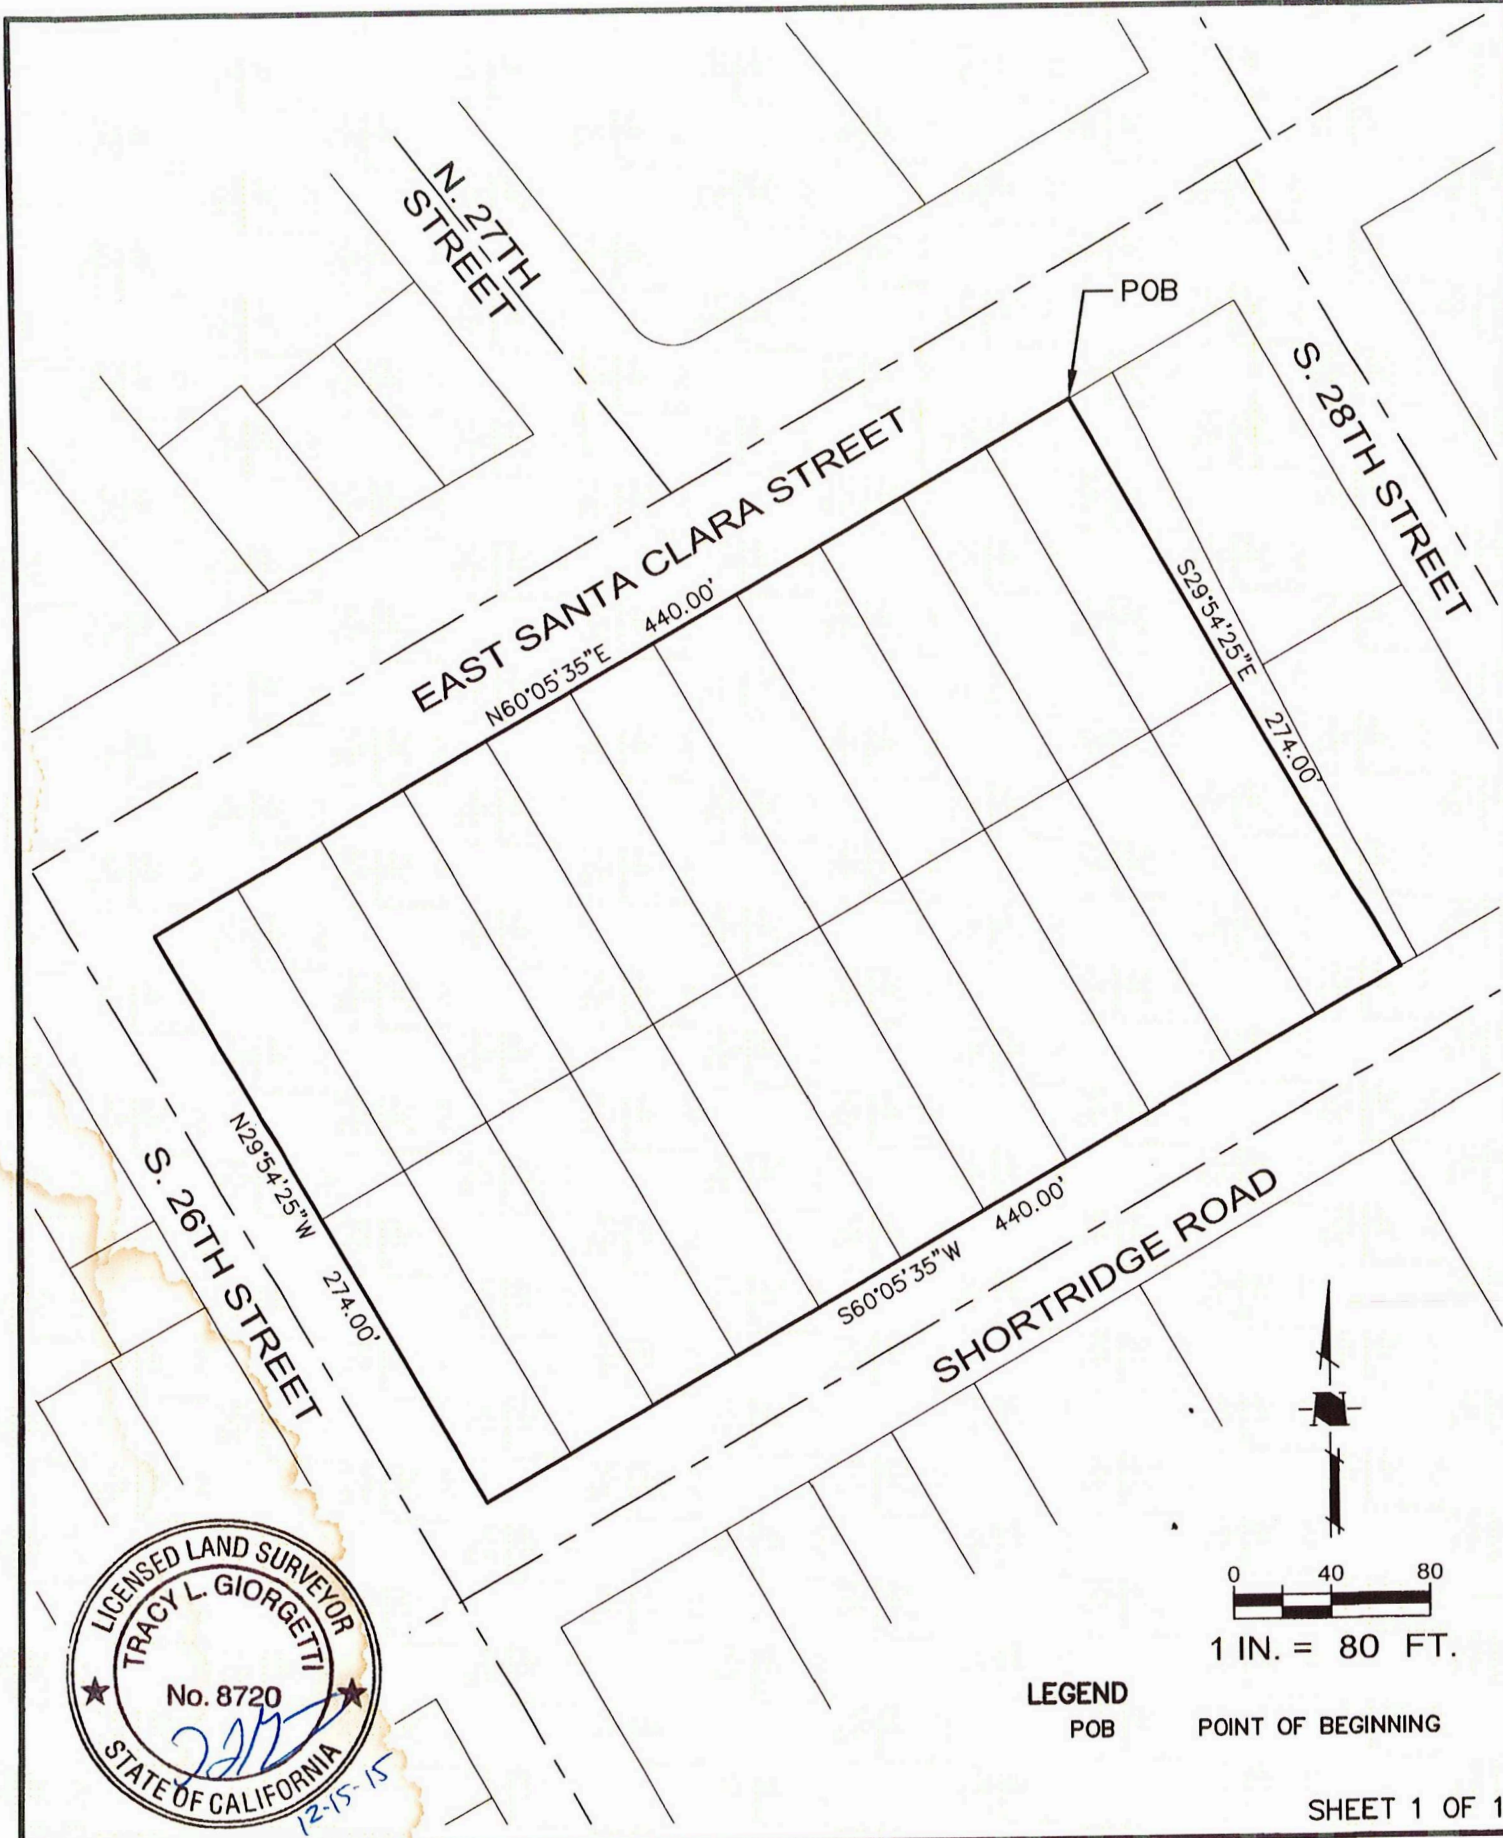 N. 27TH
STREET
POB
S. 28TH STREET
EAST SANTA CLARA STREET
N60°05'35"E 440.00'
S29°54'25"E 274.00'
N29°54'25"W 274.00'
S. 26TH STREET
S60°05'35"W 440.00'
SHORTRIDGE ROAD
N
0 40 80
1 IN. = 80 FT.
LEGEND
POB POINT OF BEGINNING
SHEET 1 OF 1
LICENSED LAND SURVEYOR
TRACY L. GIORGETTI
No. 8720
STATE OF CALIFORNIA
12-15-15